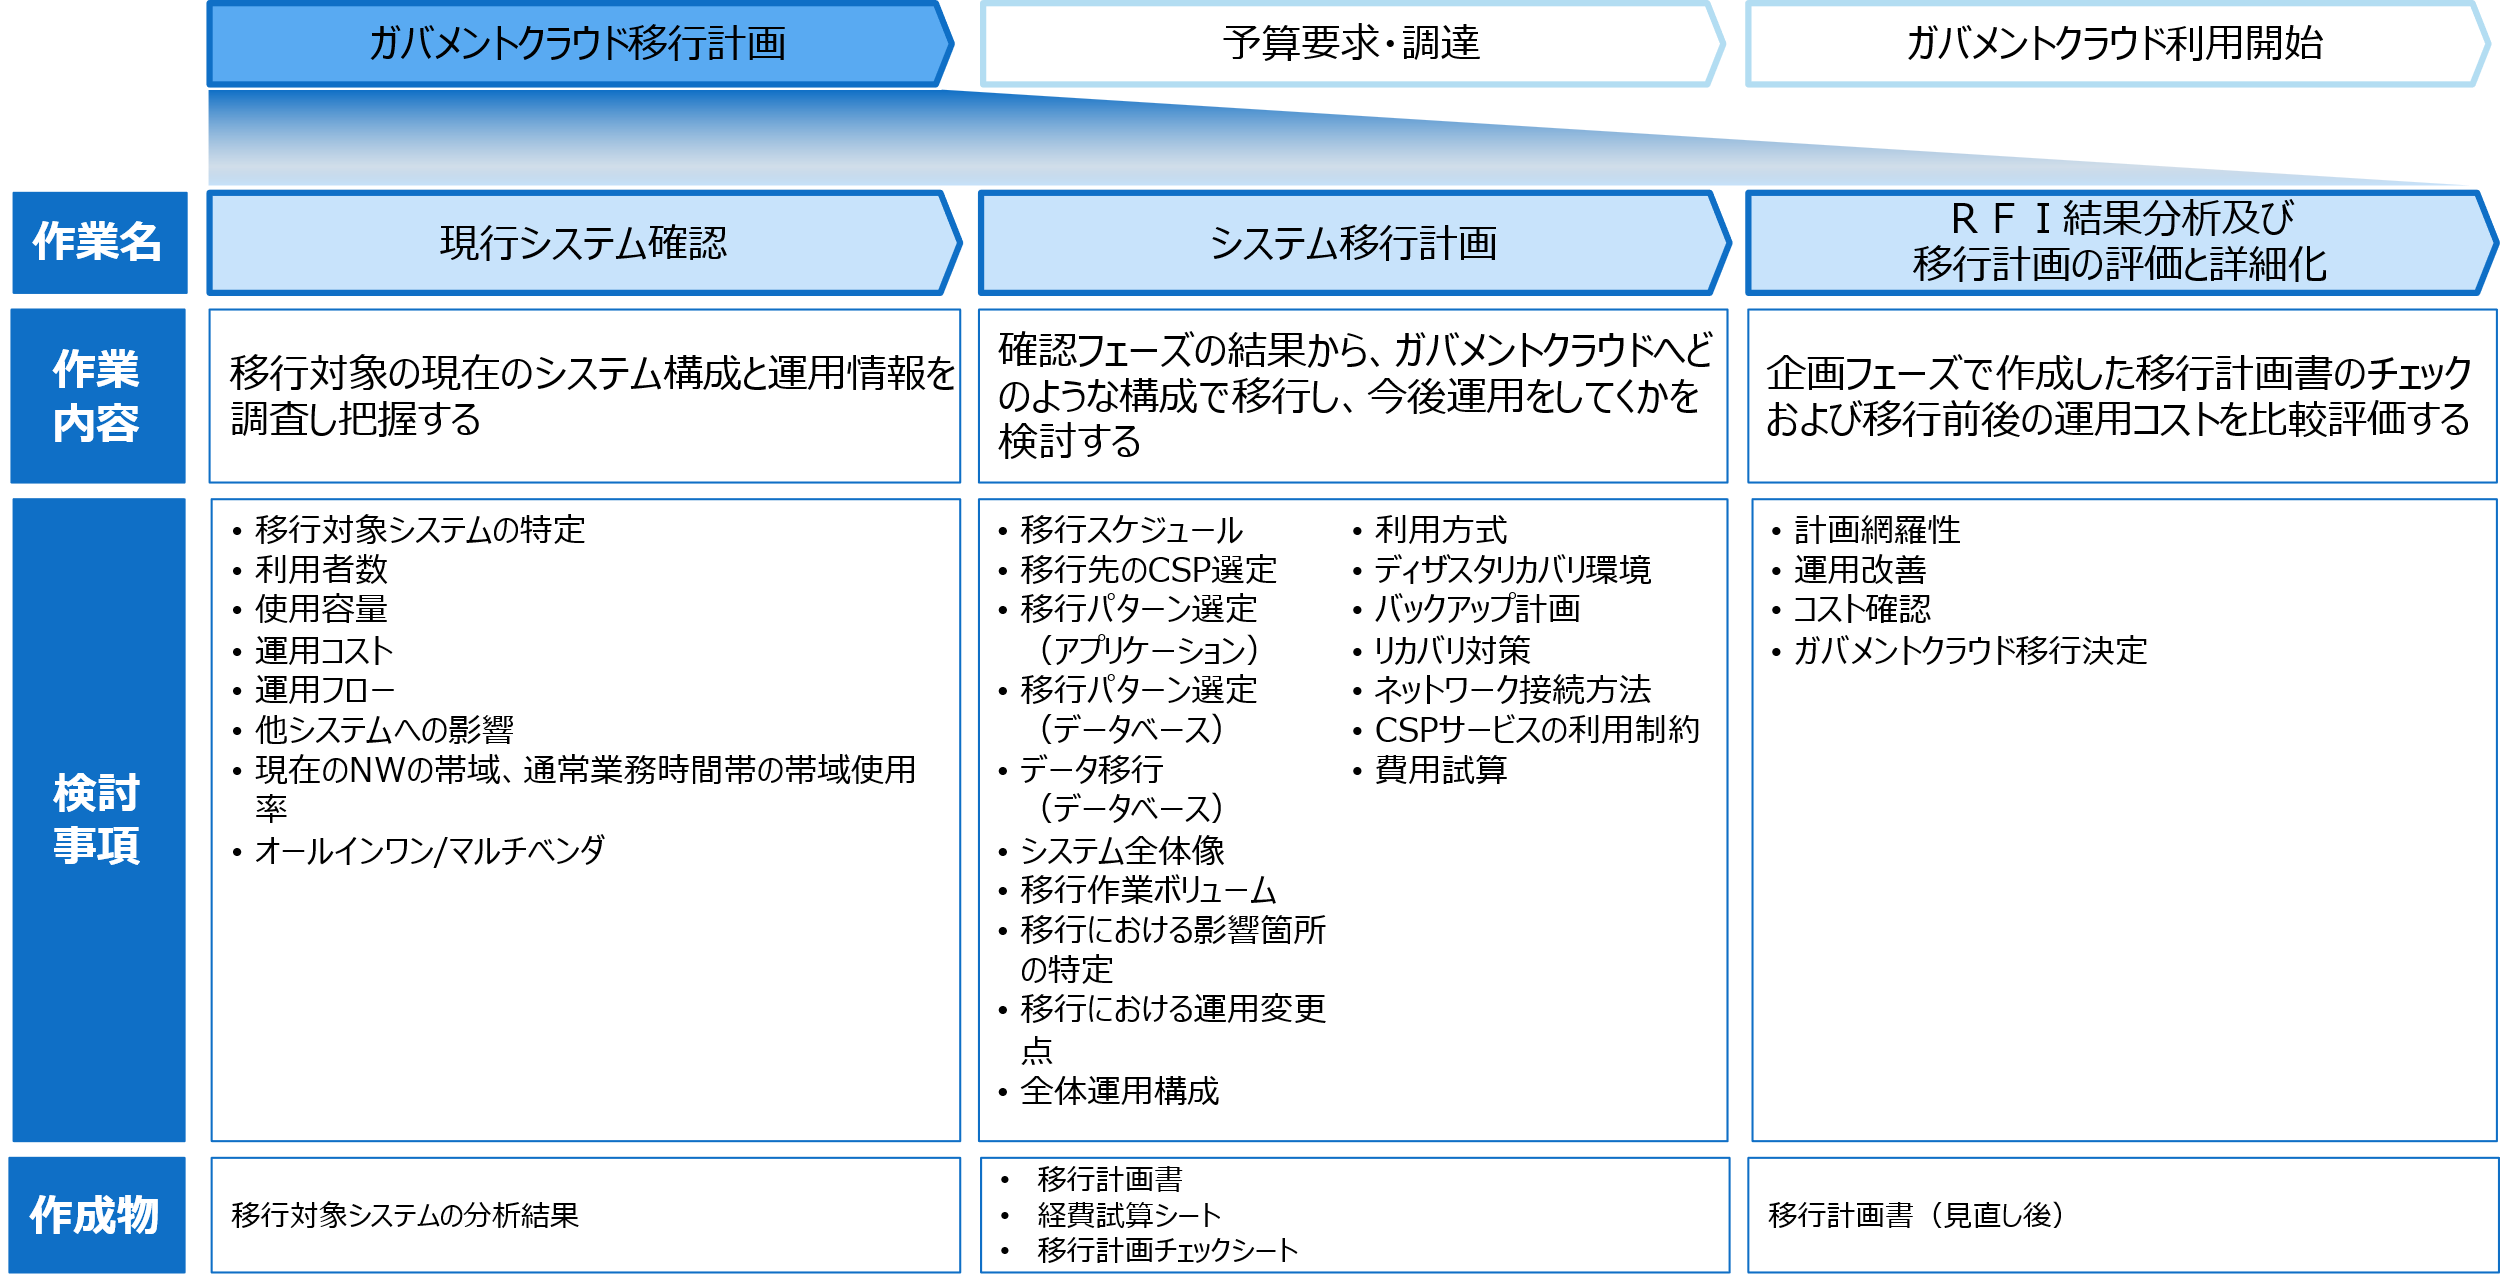 ガバメントクラウド移行計画
予算要求・調達
ガバメントクラウド利用開始
作業名
現行システム確認
システム移行計画
ＲＦＩ結果分析及び
移行計画の評価と詳細化
作業
内容
移行対象の現在のシステム構成と運用情報を
調査し把握する
確認フェーズの結果から、ガバメントクラウドへど
のような構成で移行し、今後運用をしてくかを
検討する
企画フェーズで作成した移行計画書のチェック
および移行前後の運用コストを比較評価する
検討
事項
• 移行対象システムの特定
• 利用者数
• 使用容量
• 運用コスト
• 運用フロー
• 他システムへの影響
• 現在のNWの帯域、通常業務時間帯の帯域使用
率
• オールインワン/マルチベンダ
• 移行スケジュール
• 移行先のCSP選定
• 移行パターン選定
（アプリケーション）
• 移行パターン選定
（データベース）
• データ移行
（データベース）
• システム全体像
• 移行作業ボリューム
• 移行における影響箇所
の特定
• 移行における運用変更
点
• 全体運用構成
• 利用方式
• ディザスタリカバリ環境
• バックアップ計画
• リカバリ対策
• ネットワーク接続方法
• CSPサービスの利用制約
• 費用試算
• 計画網羅性
• 運用改善
• コスト確認
• ガバメントクラウド移行決定
作成物
移行対象システムの分析結果
• 移行計画書
• 経費試算シート
• 移行計画チェックシート
移行計画書（見直し後）